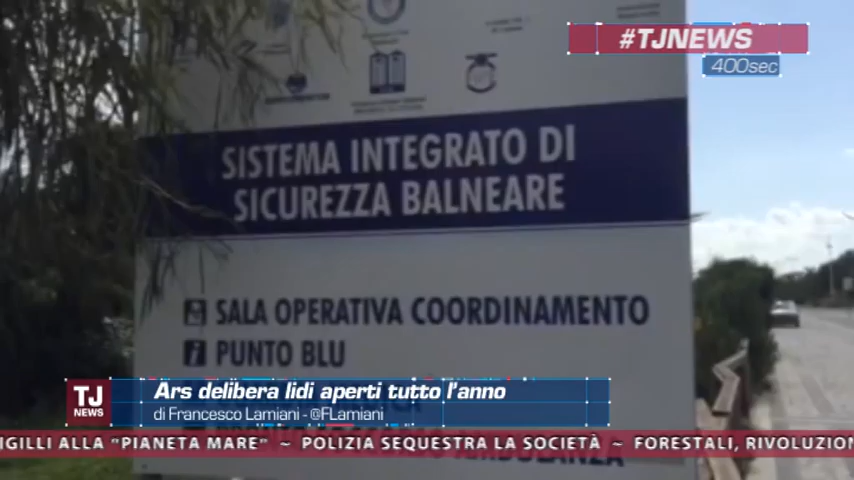 #TJNEWS
400sec
SISTEMA INTEGRATO DI
SICUREZZA BALNEARE
SALA OPERATIVA COORDINAMENTO
i PUNTO BLU
TJ
NEWS
Ars delibera lidi aperti tutto l'anno
di Francesco Lamiani - @FLamiani
IGILLI ALLA "PIANETA MARE" ~ POLIZIA SEQUESTRA LA SOCIETÀ ~ FORESTALI, RIVOLUZION